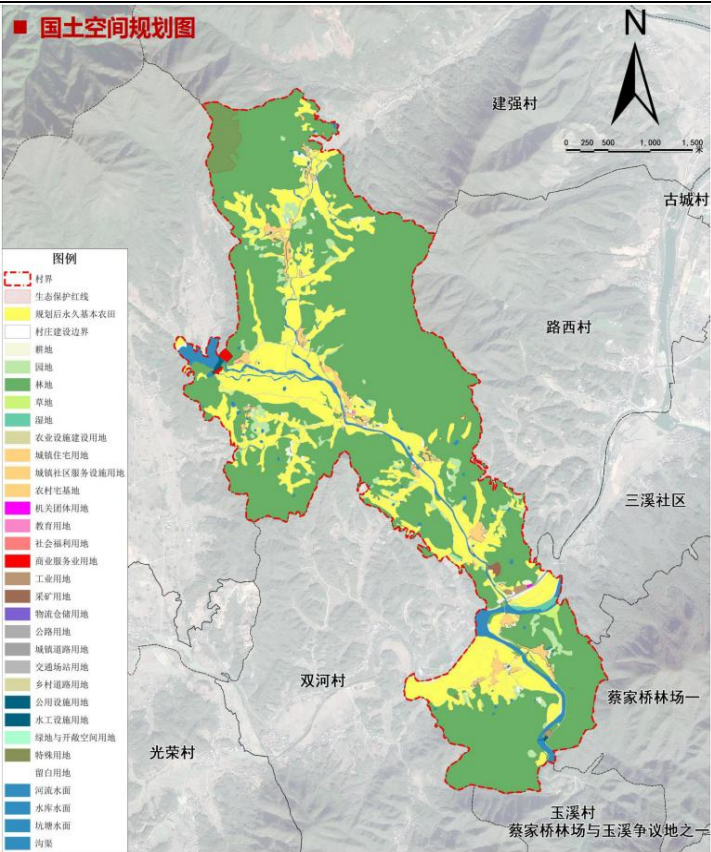 国土空间规划图
N
建强村
0 250 500 1,000 1,500
米
古城村
图例
村界
生态保护红线
规划后永久基本农田
村庄建设边界
耕地
园地
林地
草地
湿地
农业设施建设用地
城镇住宅用地
城镇社区服务设施用地
农村宅基地
机关团体用地
教育用地
社会福利用地
商业服务业用地
工业用地
采矿用地
物流仓储用地
公路用地
城镇道路用地
交通场站用地
乡村道路用地
公用设施用地
水工设施用地
绿地与开敞空间用地
特殊用地
留白用地
河流水面
水库水面
坑塘水面
沟渠
路西村
三溪社区
双河村
蔡家桥林场一
光荣村
玉溪村
蔡家桥林场与玉溪争议地之一